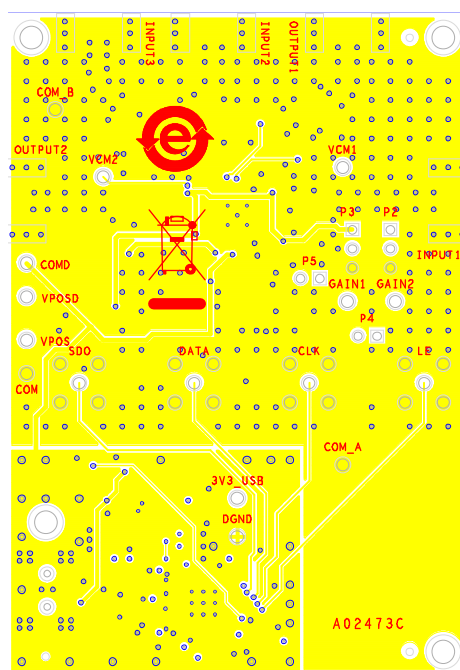 INPUT3
INPUT2
OUTPUT1
COM_B
OUTPUT2
VCM2
VCM1
P3
P2
COMD
INPUT1
P5
VPOSD
GAIN1
GAIN2
P4
VPOS
SDO
DATA
CLK
LE
COM
COM_A
3V3_USB
DGND
A02473C
e